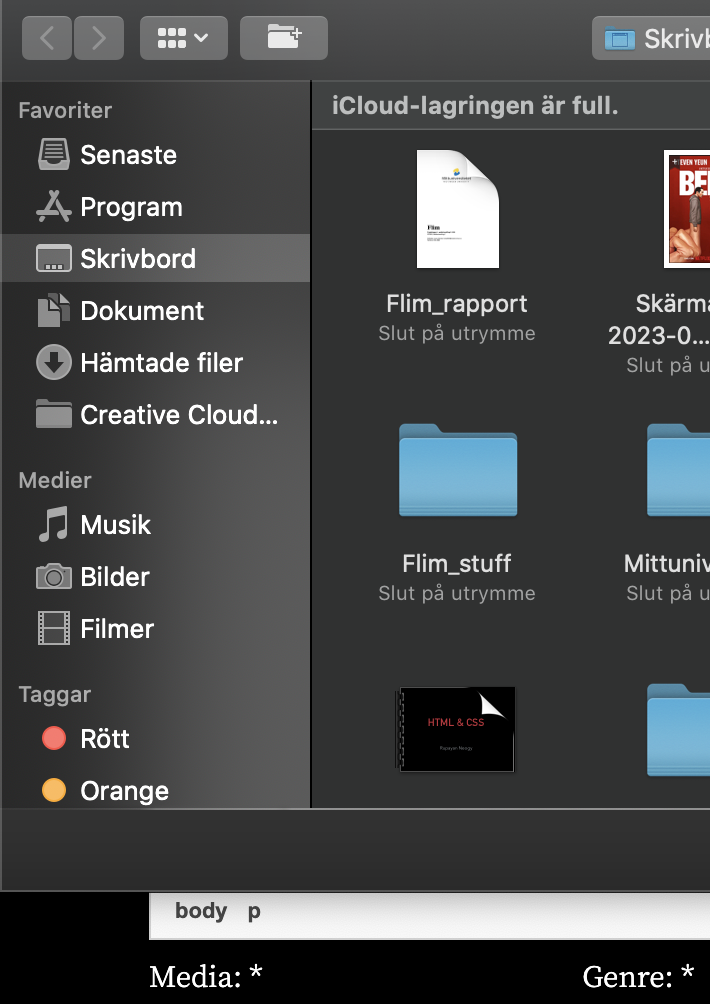 Skrivb
Favoriter
Senaste
Program
Skrivbord
Dokument
Hämtade filer
Creative Cloud...
Medier
Musik
Bilder
Filmer
Taggar
Rött
Orange
iCloud-lagringen är full.
Flim
EVEN YEUN
BE
Flim_rapport
Slut på utrymme
Skärma
2023-0...
Slut på u
Flim_stuff
Slut på utrymme
Mittuniv
Slut på u
HTML & CSS
body p
Media: *
Genre: *